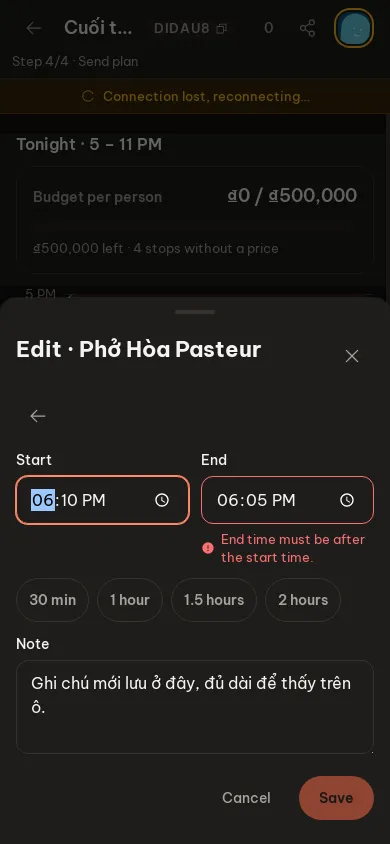 Cuối t...
DIDAU8
0
Step 4/4 · Send plan
Connection lost, reconnecting…
Tonight · 5 – 11 PM
Budget per person
₫0 / ₫500,000
₫500,000 left · 4 stops without a price
5 PM
Edit · Phở Hòa Pasteur
Start
End
06:10 PM
06:05 PM
End time must be after
the start time.
30 min
1 hour
1.5 hours
2 hours
Note
Ghi chú mới lưu ở đây, đủ dài để thấy trên
ô.
Cancel
Save